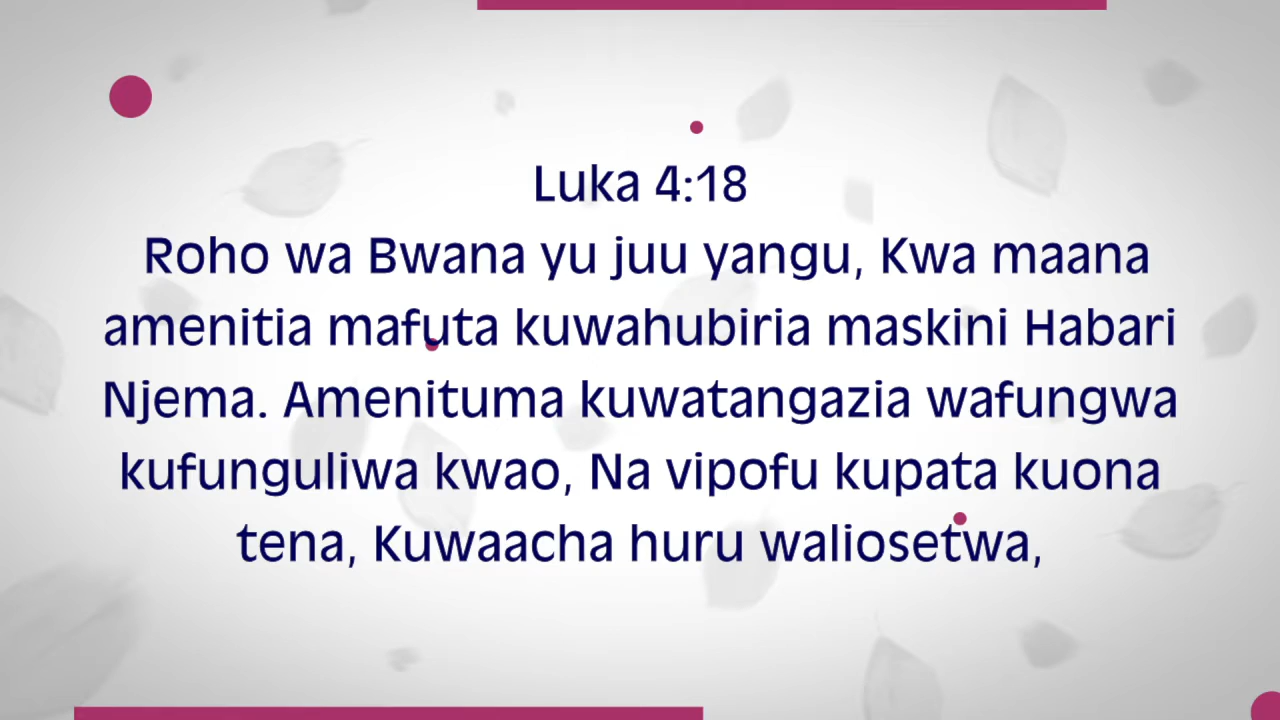 Luka 4:18
Roho wa Bwana yu juu yangu, Kwa maana
amenitia mafuta kuwahubiria maskini Habari
Njema. Amenituma kuwatangazia wafungwa
kufunguliwa kwao, Na vipofu kupata kuona
tena, Kuwaacha huru waliosetwa,